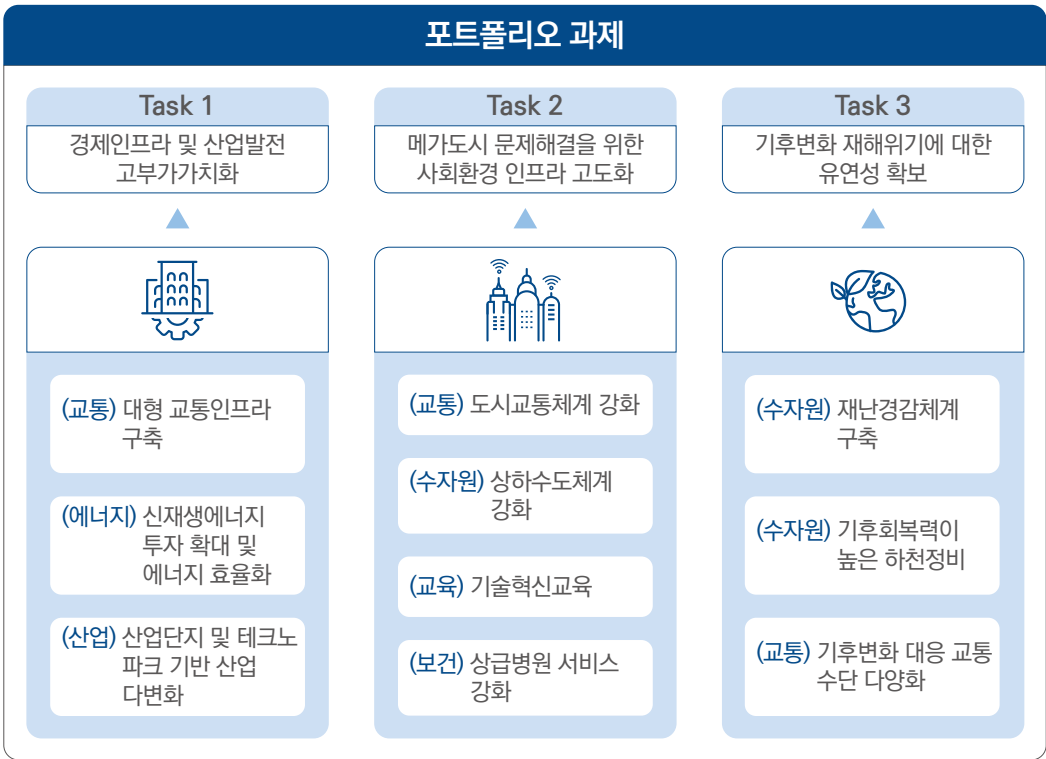 포트폴리오 과제
Task 1
경제인프라 및 산업발전
고부가가치화
(교통) 대형 교통인프라
구축
(에너지) 신재생에너지
투자 확대 및
에너지 효율화
(산업) 산업단지 및 테크노
파크 기반 산업
다변화
Task 2
메가도시 문제해결을 위한
사회환경 인프라 고도화
(교통) 도시교통체계 강화
(수자원) 상하수도체계
강화
(교육) 기술혁신교육
(보건) 상급병원 서비스
강화
Task 3
기후변화 재해위기에 대한
유연성 확보
(수자원) 재난경감체계
구축
(수자원) 기후회복력이
높은 하천정비
(교통) 기후변화 대응 교통
수단 다양화